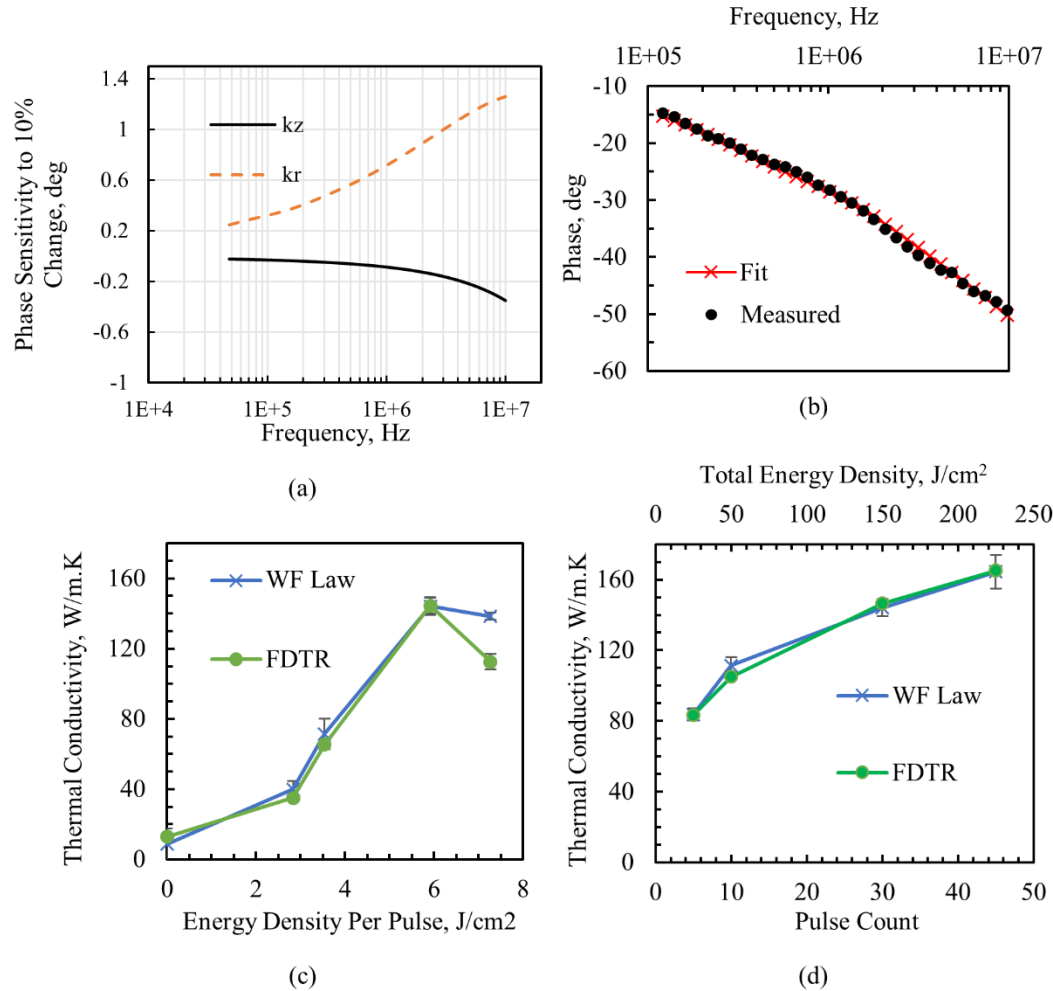 Phase Sensitivity to 10%
Change, deg
1.4
1
0.6
0.2
-0.2
-0.6
-1
kz
kr
1E+4
1E+5
1E+6
1E+7
Frequency, Hz
(a)
Frequency, Hz
1E+05
1E+06
1E+07
Phase, deg
-10
-20
-30
-40
-50
-60
Fit
Measured
(b)
Thermal Conductivity, W/m.K
160
120
80
40
0
WF Law
FDTR
0
2
4
6
8
Energy Density Per Pulse, J/cm2
(c)
Total Energy Density, J/cm²
0
50
100
150
200
250
Thermal Conductivity, W/m.K
160
120
80
40
0
WF Law
FDTR
0
10
20
30
40
50
Pulse Count
(d)